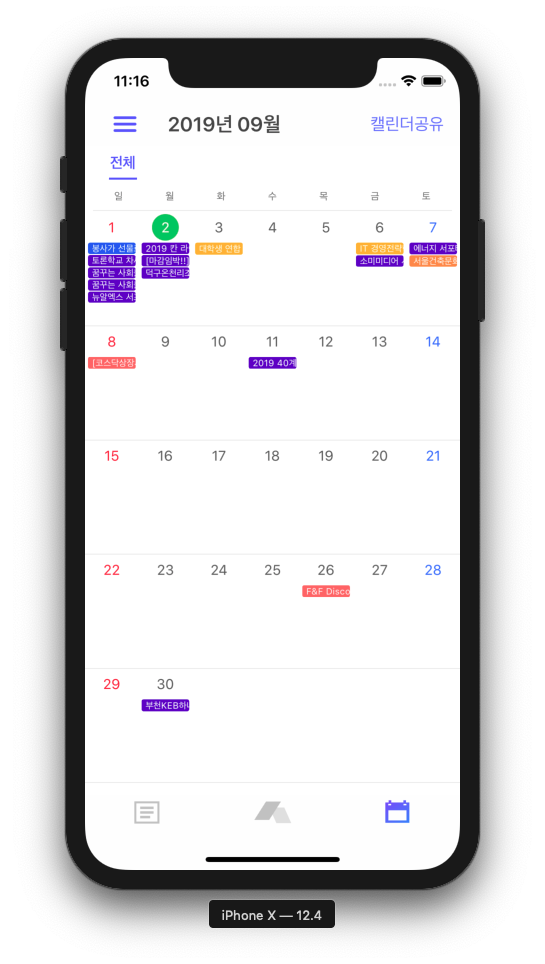 11:16
2019년 09월
캘린더공유
전체
일 월 화 수 목 금 토
1 2 3 4 5 6 7
봉사가 선물 2019 칸 라 대학생 연합 IT 경영전략 에너지 서포
토론학교 차 [마감임박!!] 소미미디어 서울건축문화
꿈꾸는 사회 덕구온천리조
꿈꾸는 사회
뉴알엑스 서포
8 9 10 11 12 13 14
[코스닥상장 2019 40계
15 16 17 18 19 20 21
22 23 24 25 26 27 28
F&F Disco
29 30
부천KEB하나
iPhone X — 12.4